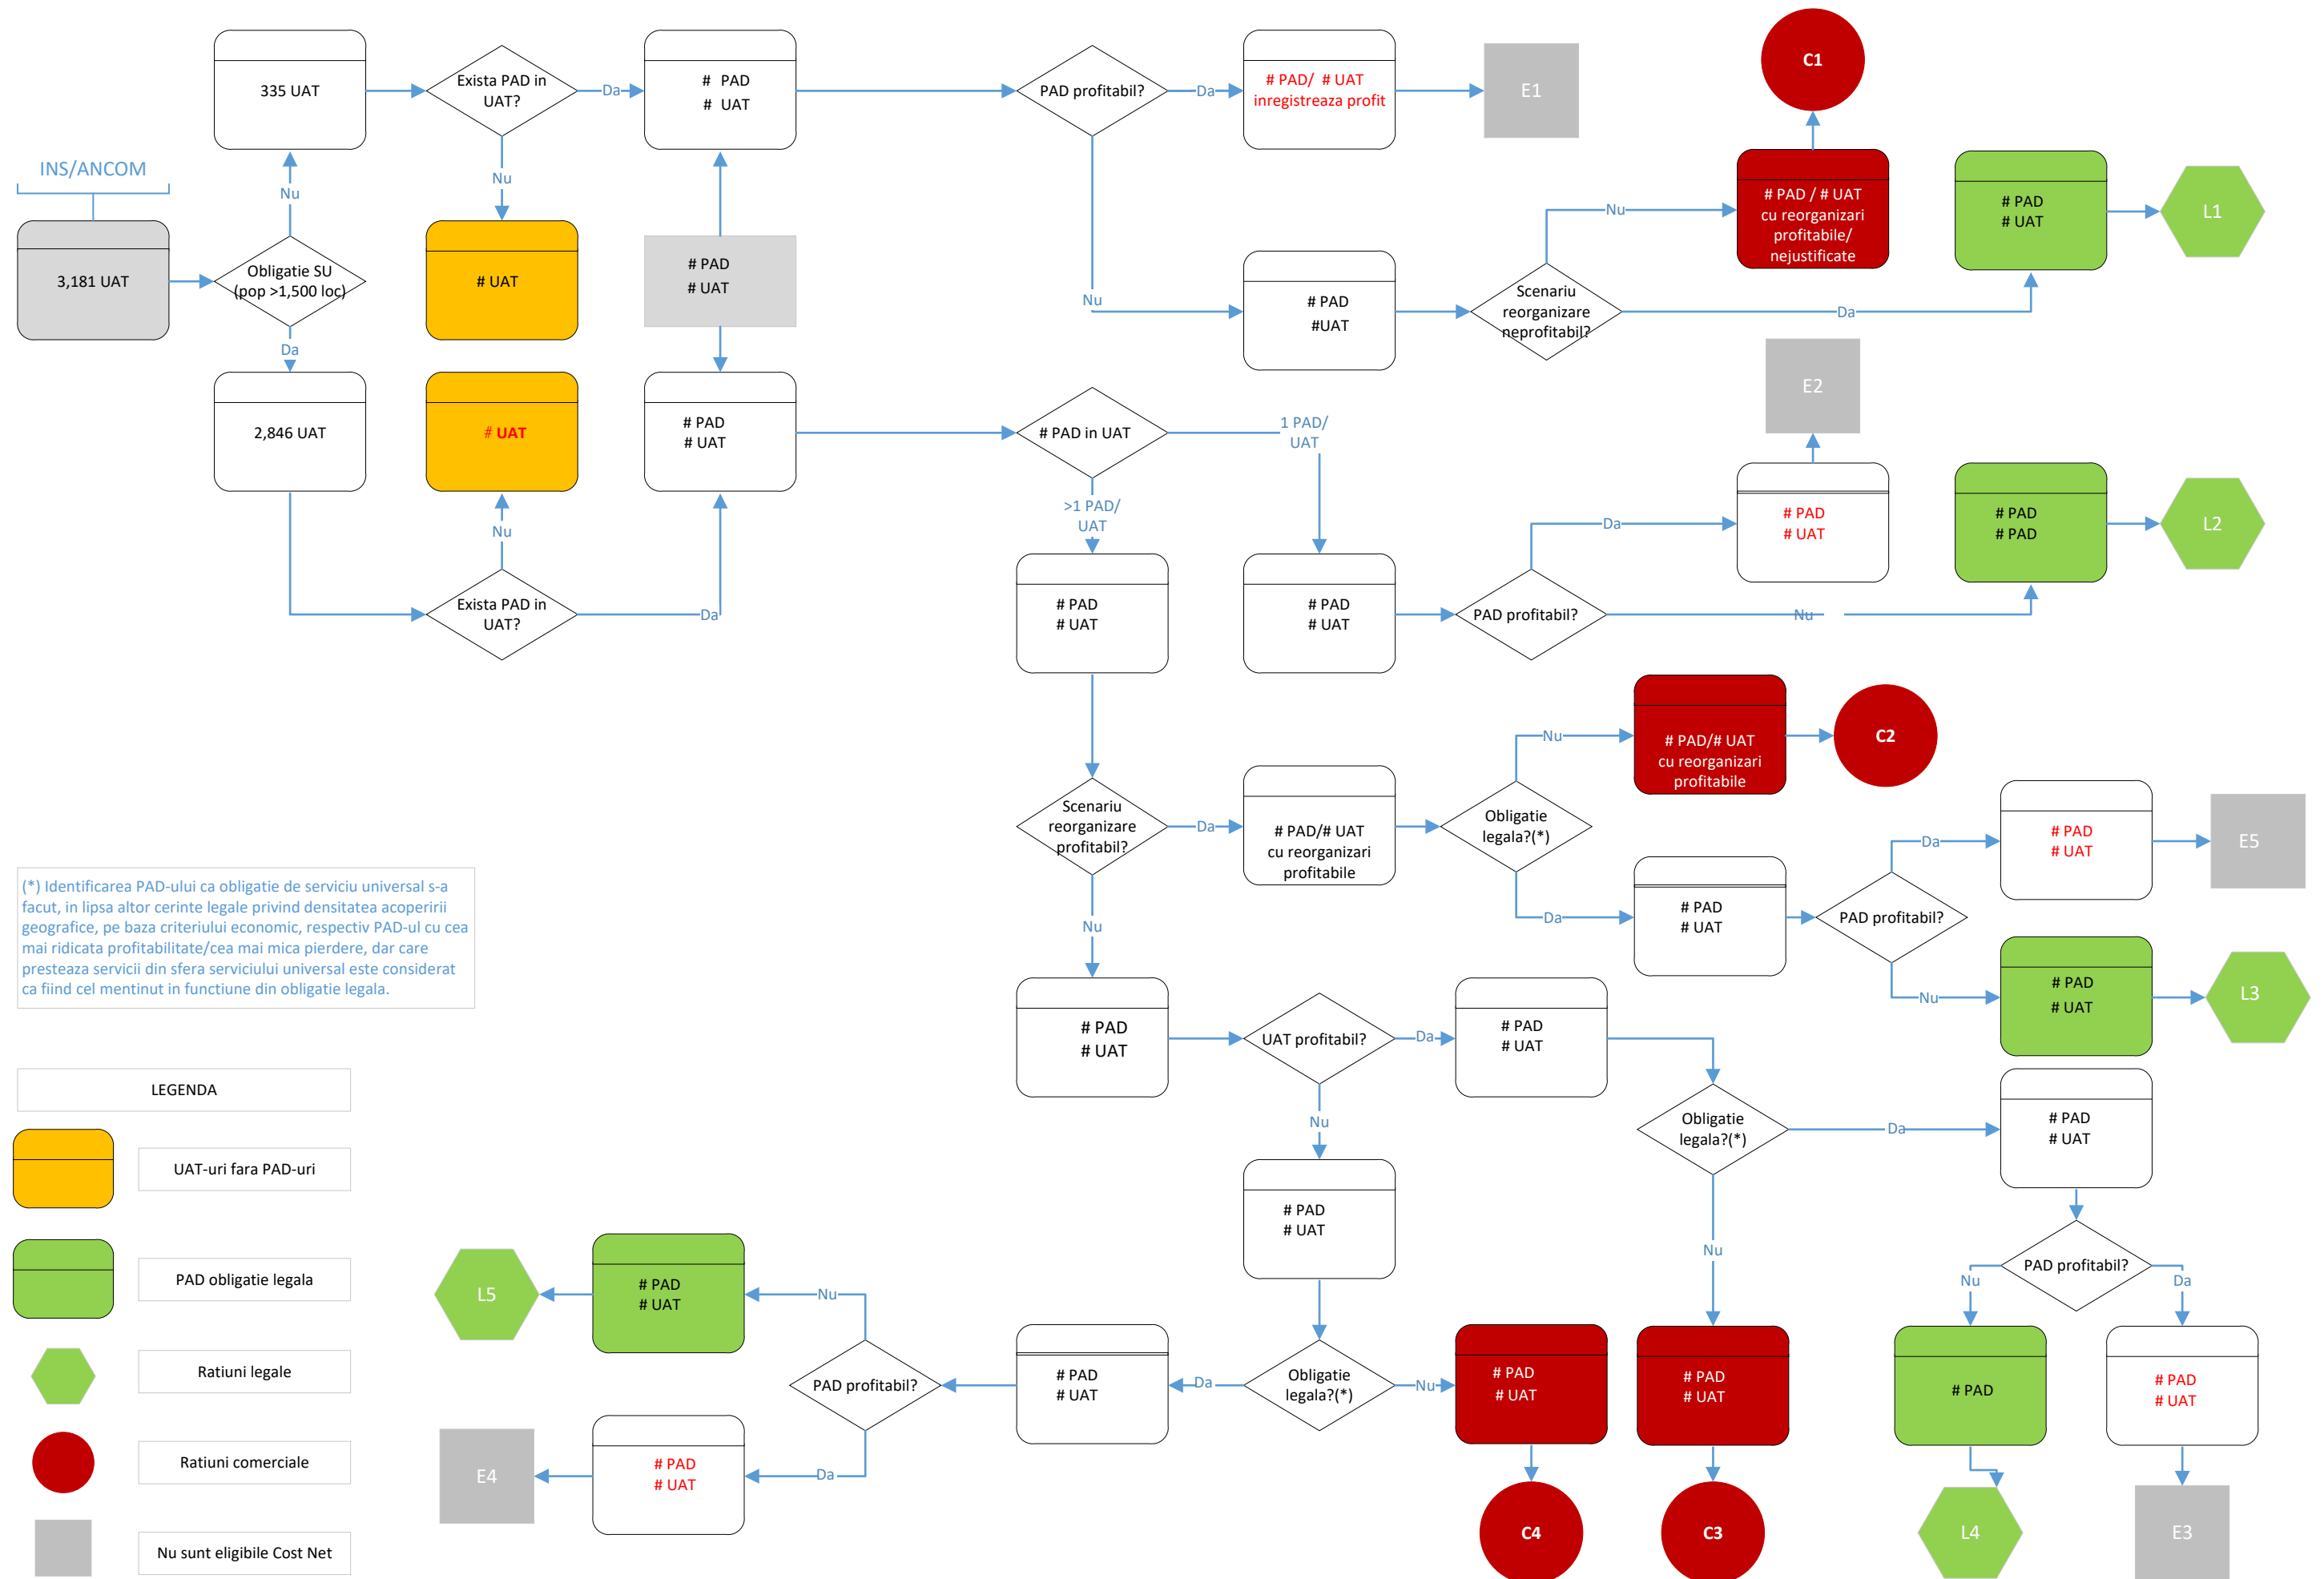 INS/ANCOM
3,181 UAT
Obligatie SU
(pop >1,500 loc)
Nu
335 UAT
Exista PAD in
UAT?
Da
# PAD
# UAT
Nu
# UAT
Da
2,846 UAT
# UAT
Nu
Exista PAD in
UAT?
Da
# PAD
# UAT
# PAD
# UAT
PAD profitabil?
Da
# PAD/ # UAT
inregistreaza profit
E1
Nu
# PAD
#UAT
Scenariu
reorganizare
neprofitabil?
Nu
# PAD / # UAT
cu reorganizari
profitabile/
nejustificate
C1
Da
# PAD
# UAT
L1
# PAD in UAT
1 PAD/
UAT
# PAD
# UAT
PAD profitabil?
Da
# PAD
# UAT
E2
Nu
# PAD
# PAD
L2
>1 PAD/
UAT
# PAD
# UAT
Scenariu
reorganizare
profitabil?
Da
# PAD/# UAT
cu reorganizari
profitabile
Obligatie
legala?(*)
Nu
# PAD/# UAT
cu reorganizari
profitabile
C2
Da
# PAD
# UAT
PAD profitabil?
Da
# PAD
# UAT
E5
Nu
# PAD
# UAT
L3
Nu
# PAD
# UAT
UAT profitabil?
Da
# PAD
# UAT
Obligatie
legala?(*)
Da
# PAD
# UAT
PAD profitabil?
Nu
# PAD
L4
Da
# PAD
# UAT
E3
Nu
# PAD
# UAT
C3
Nu
# PAD
# UAT
Obligatie
legala?(*)
Nu
# PAD
# UAT
C4
Da
# PAD
# UAT
PAD profitabil?
Nu
# PAD
# UAT
L5
Da
# PAD
# UAT
E4
(*) Identificarea PAD-ului ca obligatie de serviciu universal s-a
facut, in lipsa altor cerinte legale privind densitatea acoperirii
geografice, pe baza criteriului economic, respectiv PAD-ul cu cea
mai ridicata profitabilitate/cea mai mica pierdere, dar care
presteaza servicii din sfera serviciului universal este considerat
ca fiind cel mentinut in functiune din obligatie legala.
LEGENDA
UAT-uri fara PAD-uri
PAD obligatie legala
Ratiuni legale
Ratiuni comerciale
Nu sunt eligibile Cost Net